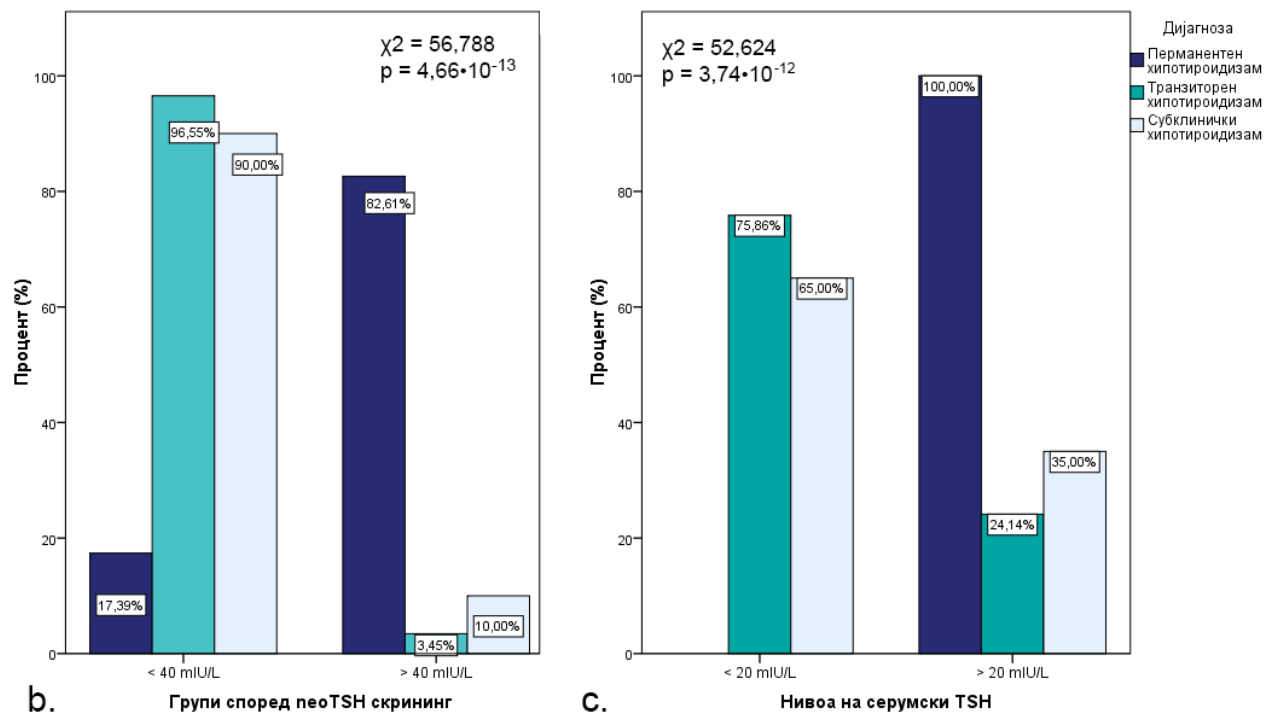 χ2 = 56,788
p = 4,66•10⁻¹³
Процент (%)
100
80
60
40
20
0
96,55%
90,00%
82,61%
17,39%
3,45%
10,00%
< 40 mIU/L
> 40 mIU/L
b.
Групи според neoTSH скрининг
χ2 = 52,624
p = 3,74•10⁻¹²
Процент (%)
100
80
60
40
20
0
100,00%
75,86%
65,00%
24,14%
35,00%
< 20 mIU/L
> 20 mIU/L
c.
Нивоа на серумски TSH
Дијагноза
Перманентен
хипотироидизам
Транзиторен
хипотироидизам
Субклинички
хипотироидизам